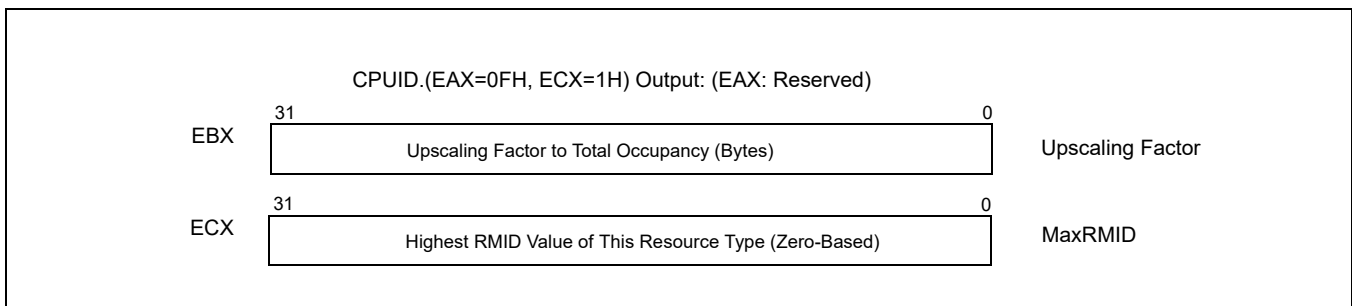 CPUID.(EAX=0FH, ECX=1H) Output: (EAX: Reserved)
31 0
EBX Upscaling Factor to Total Occupancy (Bytes) Upscaling Factor
31 0
ECX Highest RMID Value of This Resource Type (Zero-Based) MaxRMID